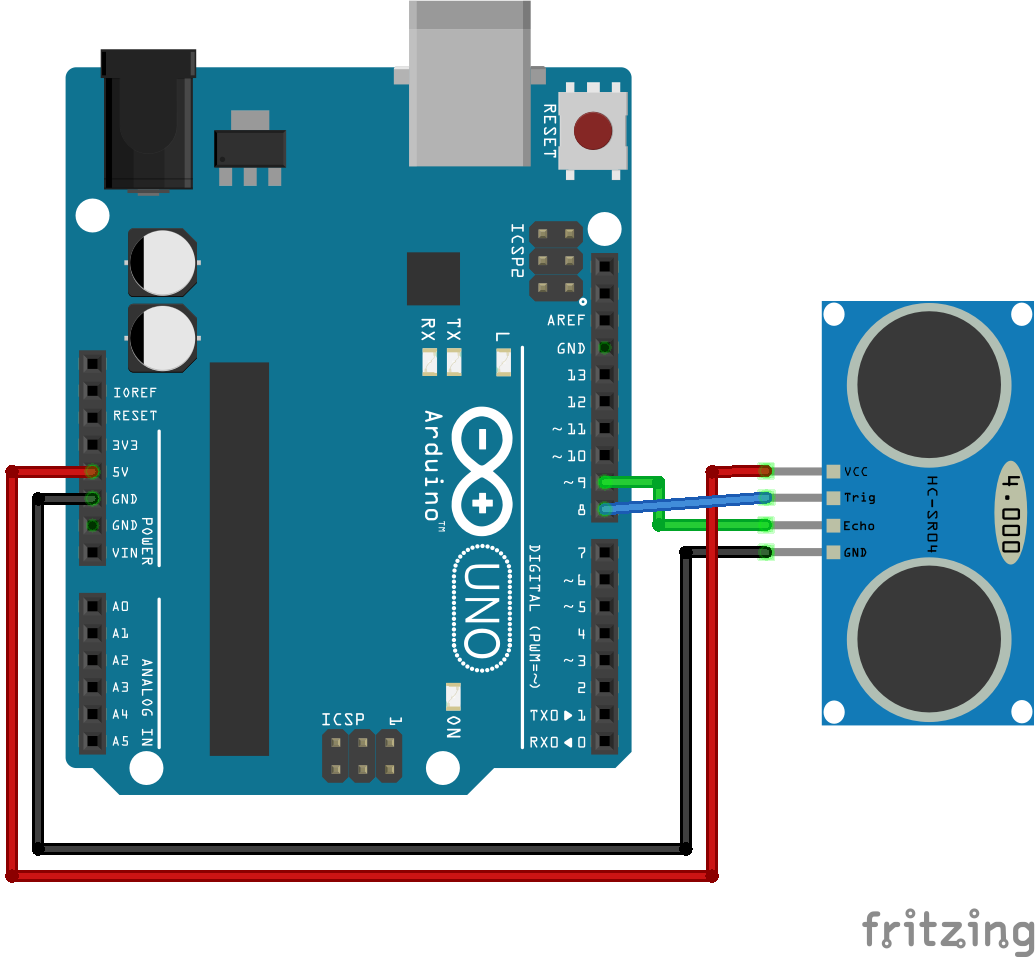 RESET
ICSP2
AREF
GND
13
12
~11
~10
~9
8
RX
TX
L
IOREF
RESET
3V3
5V
GND
GND
VIN
POWER
Arduino™
UNO
DIGITAL (PWM=~)
7
~6
~5
4
~3
2
TX0▶1
RX0◀0
A0
A1
A2
A3
A4
A5
ANALOG IN
ICSP
1
ON
VCC
Trig
Echo
GND
HC-SR04
4.000
fritzing